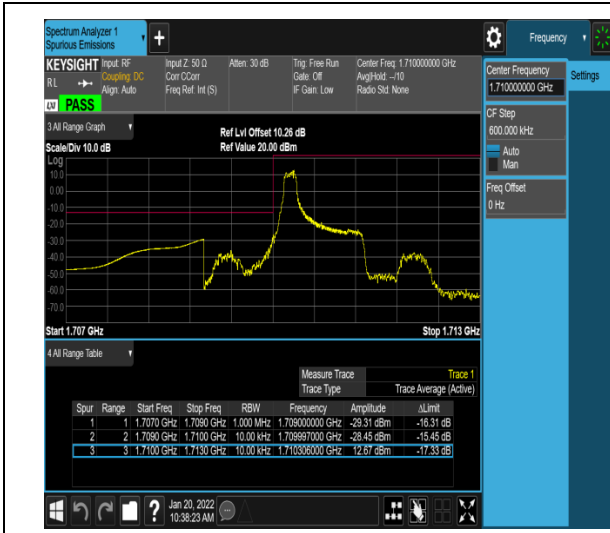 Spectrum Analyzer 1
Spurious Emissions
Frequency
KEYSIGHT
Input: RF
Coupling: DC
Align: Auto
Input Z: 50 Ω
Corr CCorr
Freq Ref: Int (S)
Atten: 30 dB
Trig: Free Run
Gate: Off
IF Gain: Low
Center Freq: 1.710000000 GHz
Avg|Hold: --/10
Radio Std: None
RL
LXI
PASS
Center Frequency
1.710000000 GHz
Settings
CF Step
600.000 kHz
Auto
Man
Freq Offset
0 Hz
3 All Range Graph
Scale/Div 10.0 dB
Ref Lvl Offset 10.26 dB
Ref Value 20.00 dBm
Log
10.0
0.00
-10.0
-20.0
-30.0
-40.0
-50.0
-60.0
-70.0
Start 1.707 GHz
Stop 1.713 GHz
4 All Range Table
Measure Trace Trace 1
Trace Type Trace Average (Active)
Spur Range Start Freq Stop Freq RBW Frequency Amplitude ΔLimit
1 1 1.7070 GHz 1.7090 GHz 1.000 MHz 1.709000000 GHz -29.31 dBm -16.31 dB
2 2 1.7090 GHz 1.7100 GHz 10.00 kHz 1.709997000 GHz -28.45 dBm -15.45 dB
3 3 1.7100 GHz 1.7130 GHz 10.00 kHz 1.710306000 GHz 12.67 dBm -17.33 dB
?
Jan 20, 2022
10:38:23 AM